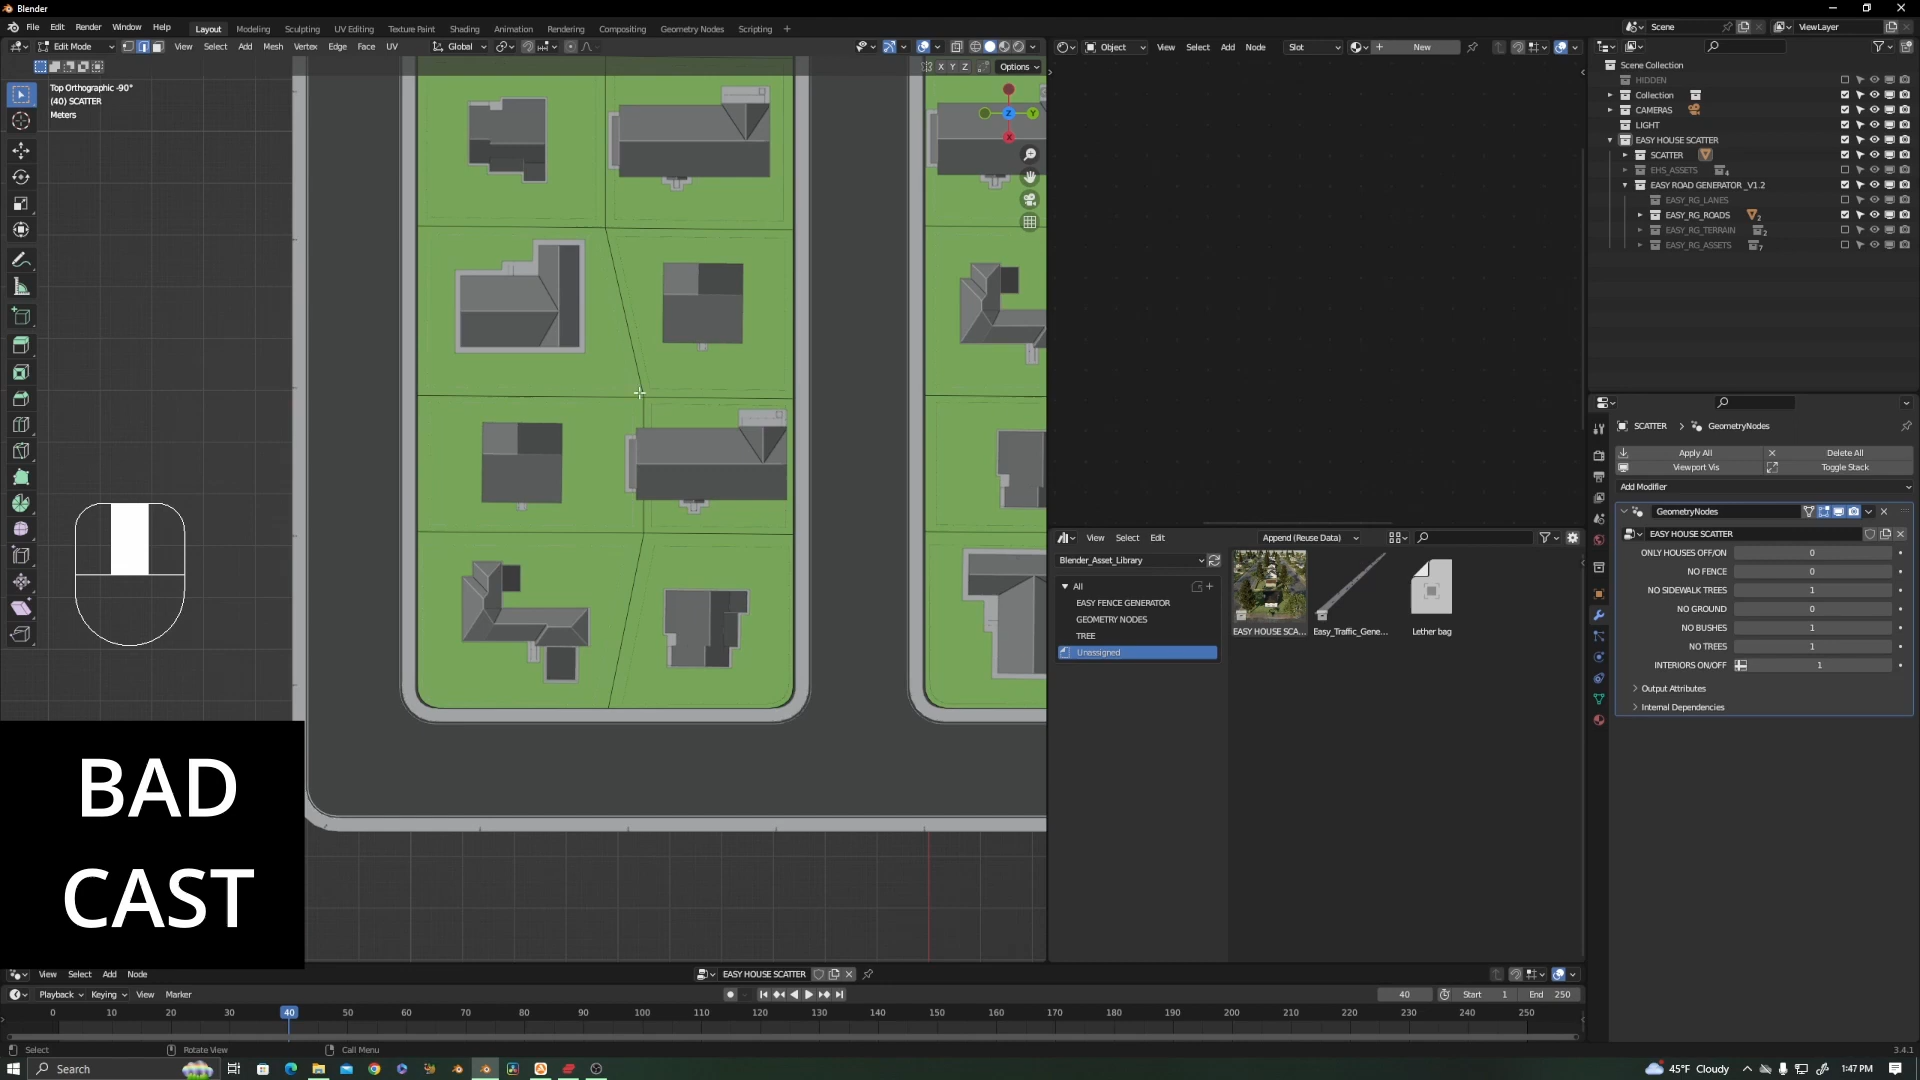 Blender
File Edit Render Window Help
Layout Modeling Sculpting UV Editing Texture Paint Shading Animation Rendering Compositing Geometry Nodes Scripting +
Scene
ViewLayer
Edit Mode View Select Add Mesh Vertex Edge Face UV
Global
X Y Z Options
Top Orthographic -90°
(40) SCATTER
Meters
Object View Select Add Node Slot New
Scene Collection
HIDDEN
Collection
CAMERAS
LIGHT
EASY HOUSE SCATTER
SCATTER
EHS_ASSETS 4
EASY ROAD GENERATOR _V1.2
EASY_RG_LANES
EASY_RG_ROADS 2
EASY_RG_TERRAIN 2
EASY_RG_ASSETS 7
SCATTER > GeometryNodes
Apply All Delete All
Viewport Vis Toggle Stack
Add Modifier
GeometryNodes
EASY HOUSE SCATTER
ONLY HOUSES OFF/ON 0
NO FENCE 0
NO SIDEWALK TREES 1
NO GROUND 0
NO BUSHES 1
NO TREES 1
INTERIORS ON/OFF 1
Output Attributes
Internal Dependencies
View Select Edit Append (Reuse Data)
Blender_Asset_Library
All
EASY FENCE GENERATOR
GEOMETRY NODES
TREE
Unassigned
EASY HOUSE SCA... Easy_Traffic_Gene... Lether bag
BAD
CAST
View Select Add Node EASY HOUSE SCATTER
Playback Keying View Marker 40 Start 1 End 250
0 10 20 30 40 50 60 70 80 90 100 110 120 130 140 150 160 170 180 190 200 210 220 230 240 250
Select Rotate View Call Menu 3.4.1
Search 45°F Cloudy 1:47 PM